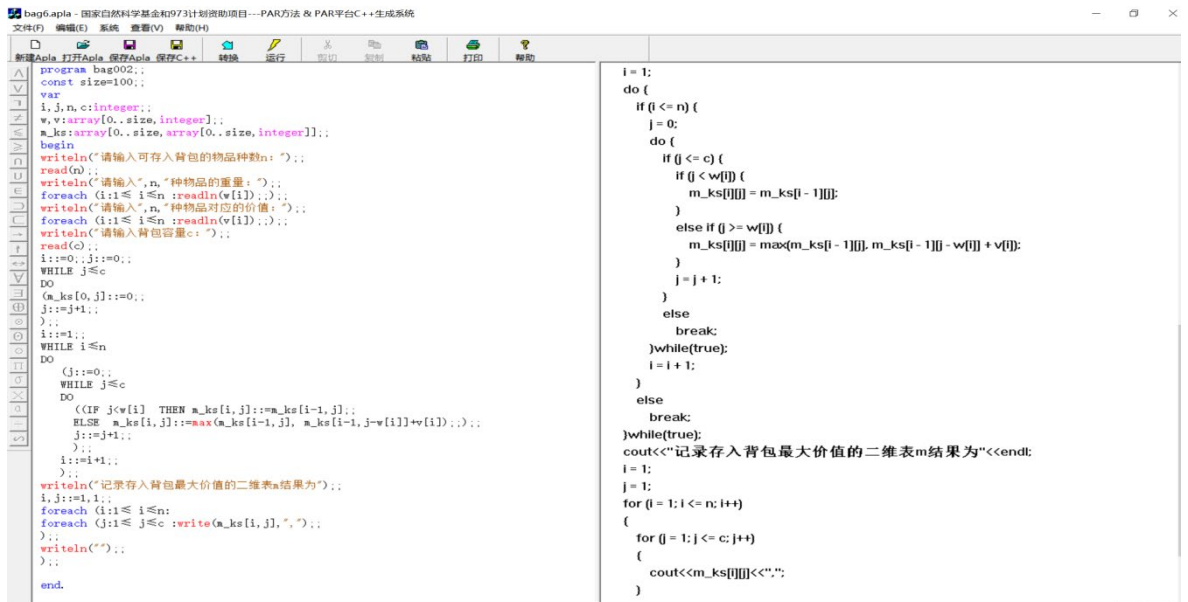 bag6.apla - 国家自然科学基金和973计划资助项目---PAR方法 & PAR平台C++生成系统
文件(F) 编辑(E) 系统 查看(V) 帮助(H)
新建Apla 打开Apla 保存Apla 保存C++ 转换 运行 剪切 复制 粘贴 打印 帮助
program bag002;;
const size=100;;
var
i,j,n,c:integer;;
w,v:array[0..size,integer];;
m_ks:array[0..size,array[0..size,integer]];;
begin
writeln("请输入可存入背包的物品种数n：");;
read(n);;
writeln("请输入",n,"种物品的重量：");;
foreach (i:1≤ i≤n :readln(w[i]);;);;
writeln("请输入",n,"种物品对应的价值：");;
foreach (i:1≤ i≤n :readln(v[i]);;);;
writeln("请输入背包容量c：");;
read(c);;
i::=0;;j::=0;;
WHILE j≤c
DO
(m_ks[0,j]::=0;;
j::=j+1;;
);;
i::=1;;
WHILE i≤n
DO
(j::=0;;
WHILE j≤c
DO
((IF j<w[i] THEN m_ks[i,j]::=m_ks[i-1,j];;
ELSE m_ks[i,j]::=max(m_ks[i-1,j], m_ks[i-1,j-w[i]]+v[i]);;);;
j::=j+1;;
);;
i::=i+1;;
);;
writeln("记录存入背包最大价值的二维表m结果为");;
i,j::=1,1;;
foreach (i:1≤ i≤n:
foreach (j:1≤ j≤c :write(m_ks[i,j],",");;
);;
writeln("");;
);;
end.
i = 1;
do {
if (i <= n) {
j = 0;
do {
if (j <= c) {
if (j < w[i]) {
m_ks[i][j] = m_ks[i - 1][j];
}
else if (j >= w[i]) {
m_ks[i][j] = max(m_ks[i - 1][j], m_ks[i - 1][j - w[i]] + v[i]);
}
j = j + 1;
}
else
break;
}while(true);
i = i + 1;
}
else
break;
}while(true);
cout<<"记录存入背包最大价值的二维表m结果为"<<endl;
i = 1;
j = 1;
for (i = 1; i <= n; i++)
{
for (j = 1; j <= c; j++)
{
cout<<m_ks[i][j]<<",";
}